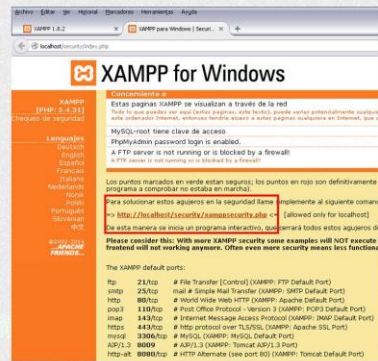 Archivo Editar Ver Historial Marcadores Herramientas Ayuda
XAMPP 1.8.2
XAMPP para Windows | Securi...
localhost/security/index.php
XAMPP for Windows
XAMPP
[PHP: 5.4.31]
Chequeo de seguridad
Lenguajes
Deutsch
English
Español
Francais
Italiano
Nederlands
Norsk
Polski
Português
Slovenian
中文
©2002-2014
...APACHE
FRIENDS...
Concerniente a
Estas paginas XAMPP se visualizan a través de la red
MySQL-root tiene clave de acceso
PhpMyAdmin password login is enabled.
A FTP server is not running or is blocked by a firewall!
A FTP server is not running or is blocked by a firewall!
Los puntos marcados en verde estan seguros; los puntos en rojo son definitivamente
programa a comprobar no estaba en marcha).
Para solucionar estos agujeros en la seguridad llame simplemente al siguiente coman
=> http://localhost/security/xamppsecurity.php <= [allowed only for localhost]
De esta manera se inicia un programa interactivo, que cerrará todos estos agujeros d
Please consider this: With more XAMPP security some examples will NOT execute
frontend will not working anymore. Often even more security means less functiona
The XAMPP default ports:
ftp 21/tcp # File Transfer [Control] (XAMPP: FTP Default Port)
smtp 25/tcp mail # Simple Mail Transfer (XAMPP: SMTP Default Port)
http 80/tcp # World Wide Web HTTP (XAMPP: Apache Default Port)
pop3 110/tcp # Post Office Protocol - Version 3 (XAMPP: POP3 Default Port)
imap 143/tcp # Internet Message Access Protocol (XAMPP: IMAP Default Port)
https 443/tcp # http protocol over TLS/SSL (XAMPP: Apache SSL Port)
mysql 3306/tcp # MySQL (XAMPP: MySQL Default Port)
AJP/1.3 8009 # AJP/1.3 (XAMPP: Tomcat AJP/1.3 Port)
http-alt 8080/tcp # HTTP Alternate (see port 80) (XAMPP: Tomcat Default Port)